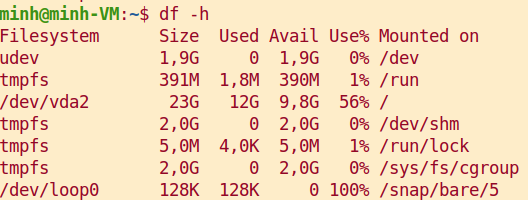 minh@minh-VM:~$ df -h
Filesystem      Size  Used Avail Use% Mounted on
udev            1,9G     0  1,9G   0% /dev
tmpfs           391M  1,8M  390M   1% /run
/dev/vda2        23G   12G  9,8G  56% /
tmpfs           2,0G     0  2,0G   0% /dev/shm
tmpfs           5,0M  4,0K  5,0M   1% /run/lock
tmpfs           2,0G     0  2,0G   0% /sys/fs/cgroup
/dev/loop0      128K  128K     0 100% /snap/bare/5